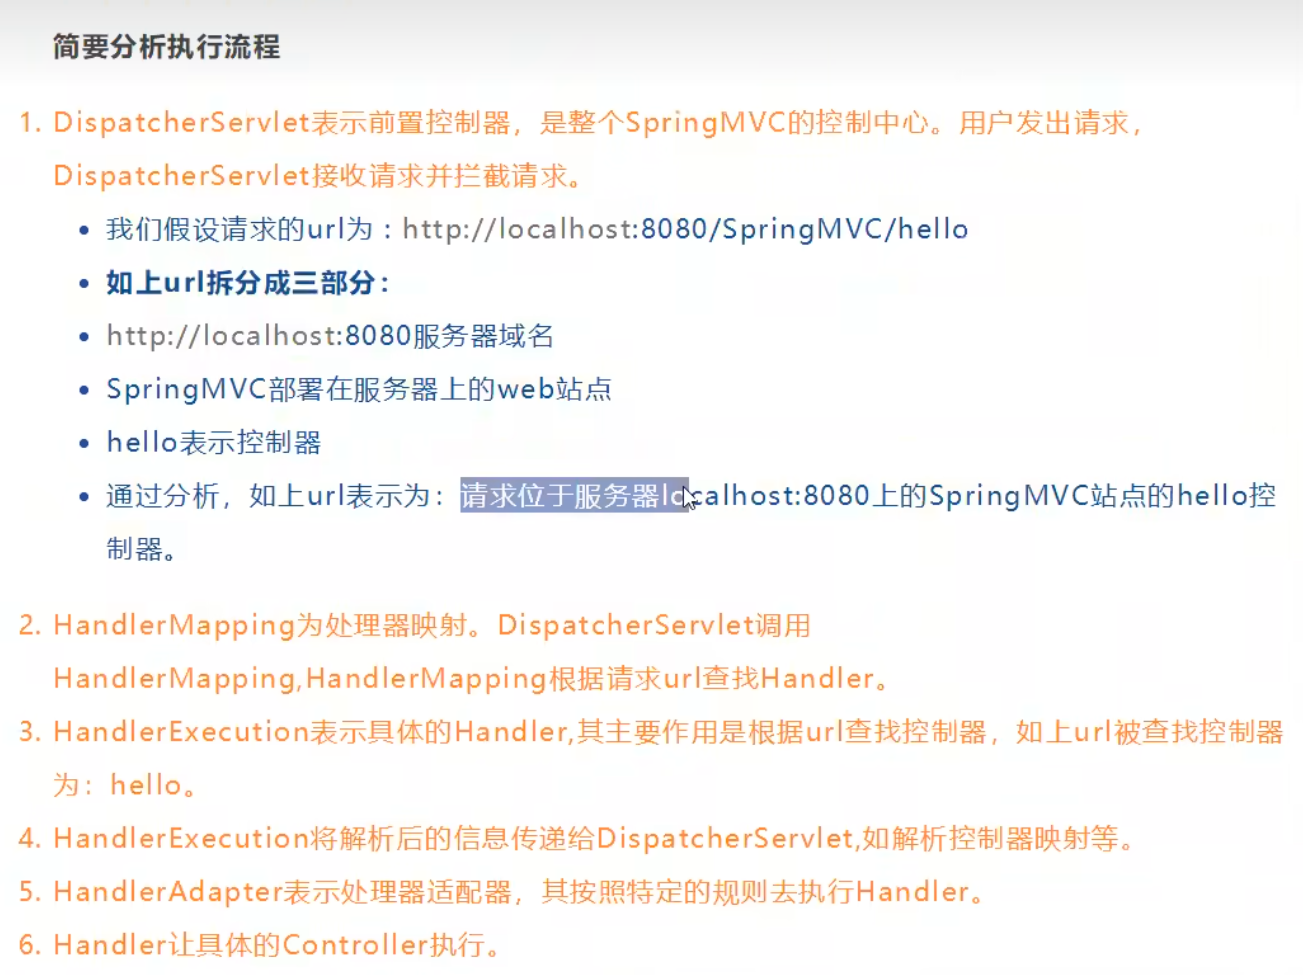 简要分析执行流程
1. DispatcherServlet表示前置控制器，是整个SpringMVC的控制中心。用户发出请求，
DispatcherServlet接收请求并拦截请求。
• 我们假设请求的url为 : http://localhost:8080/SpringMVC/hello
• 如上url拆分成三部分：
• http://localhost:8080服务器域名
• SpringMVC部署在服务器上的web站点
• hello表示控制器
• 通过分析，如上url表示为：请求位于服务器localhost:8080上的SpringMVC站点的hello控
制器。
2. HandlerMapping为处理器映射。DispatcherServlet调用
HandlerMapping,HandlerMapping根据请求url查找Handler。
3. HandlerExecution表示具体的Handler,其主要作用是根据url查找控制器，如上url被查找控制器
为：hello。
4. HandlerExecution将解析后的信息传递给DispatcherServlet,如解析控制器映射等。
5. HandlerAdapter表示处理器适配器，其按照特定的规则去执行Handler。
6. Handler让具体的Controller执行。